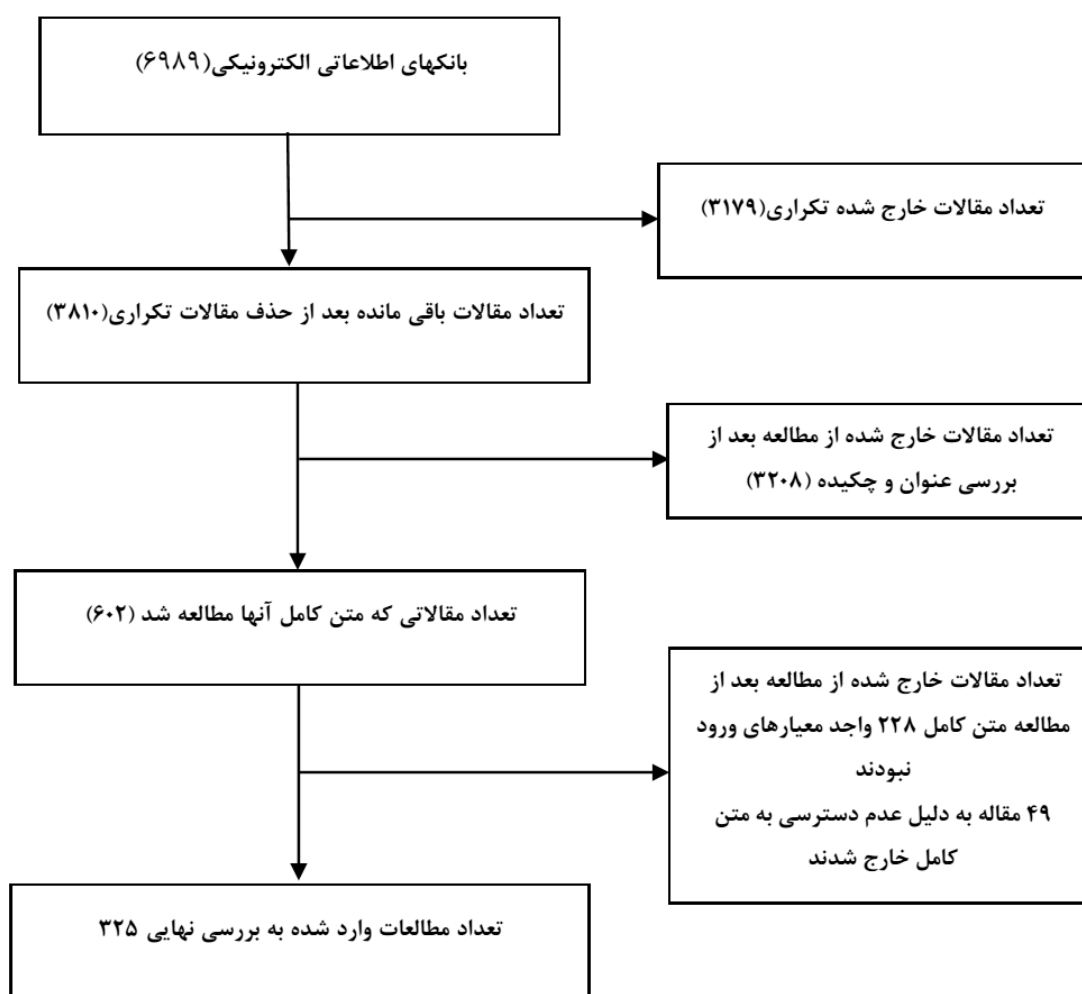 بانکهای اطلاعاتی الکترونیکی(۶۹۸۹)
تعداد مقالات خارج شده تکراری(۳۱۷۹)
تعداد مقالات باقی مانده بعد از حذف مقالات تکراری(۳۸۱۰)
تعداد مقالات خارج شده از مطالعه بعد از
بررسی عنوان و چکیده (۳۲۰۸)
تعداد مقالاتی که متن کامل آنها مطالعه شد (۶۰۲)
تعداد مقالات خارج شده از مطالعه بعد از
مطالعه متن کامل ۲۲۸ واجد معیارهای ورود
نبودند
۴۹ مقاله به دلیل عدم دسترسی به متن
کامل خارج شدند
تعداد مطالعات وارد شده به بررسی نهایی ۳۲۵